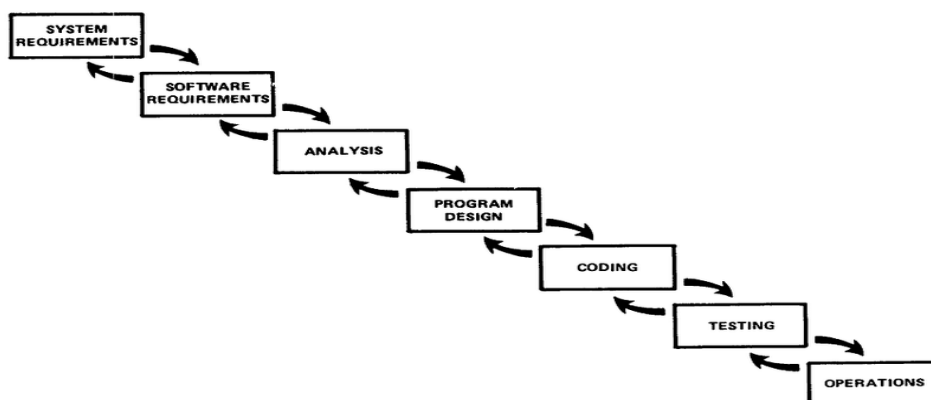 SYSTEM
REQUIREMENTS
SOFTWARE
REQUIREMENTS
ANALYSIS
PROGRAM
DESIGN
CODING
TESTING
OPERATIONS